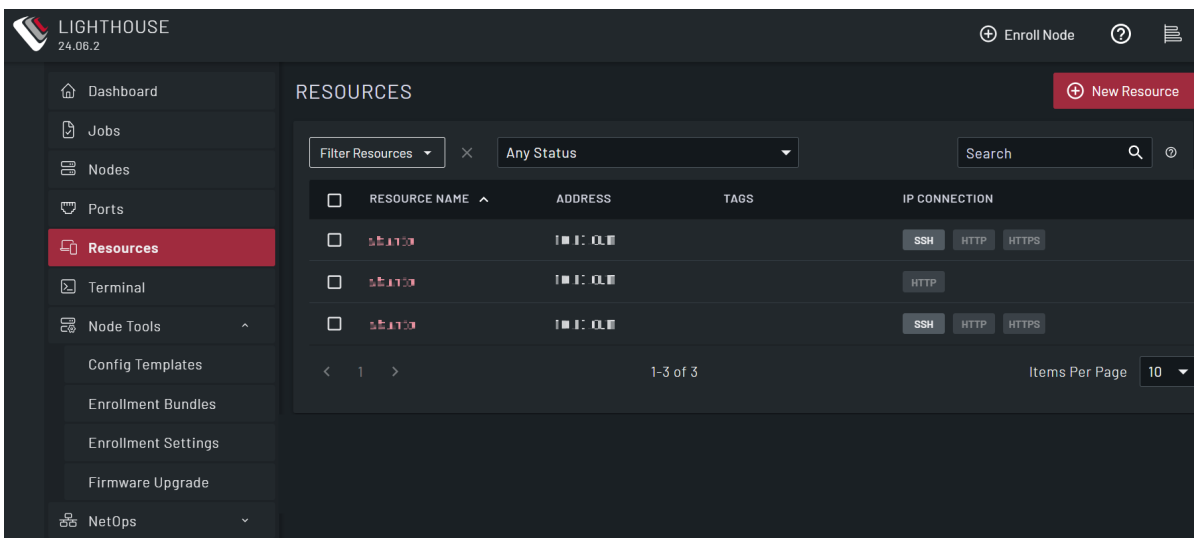 LIGHTHOUSE
24.06.2
Enroll Node
Dashboard
Jobs
Nodes
Ports
Resources
Terminal
Node Tools
Config Templates
Enrollment Bundles
Enrollment Settings
Firmware Upgrade
NetOps
RESOURCES
New Resource
Filter Resources
Any Status
Search
RESOURCE NAME ADDRESS TAGS IP CONNECTION
SSH HTTP HTTPS
HTTP
SSH HTTP HTTPS
1 1-3 of 3 Items Per Page 10